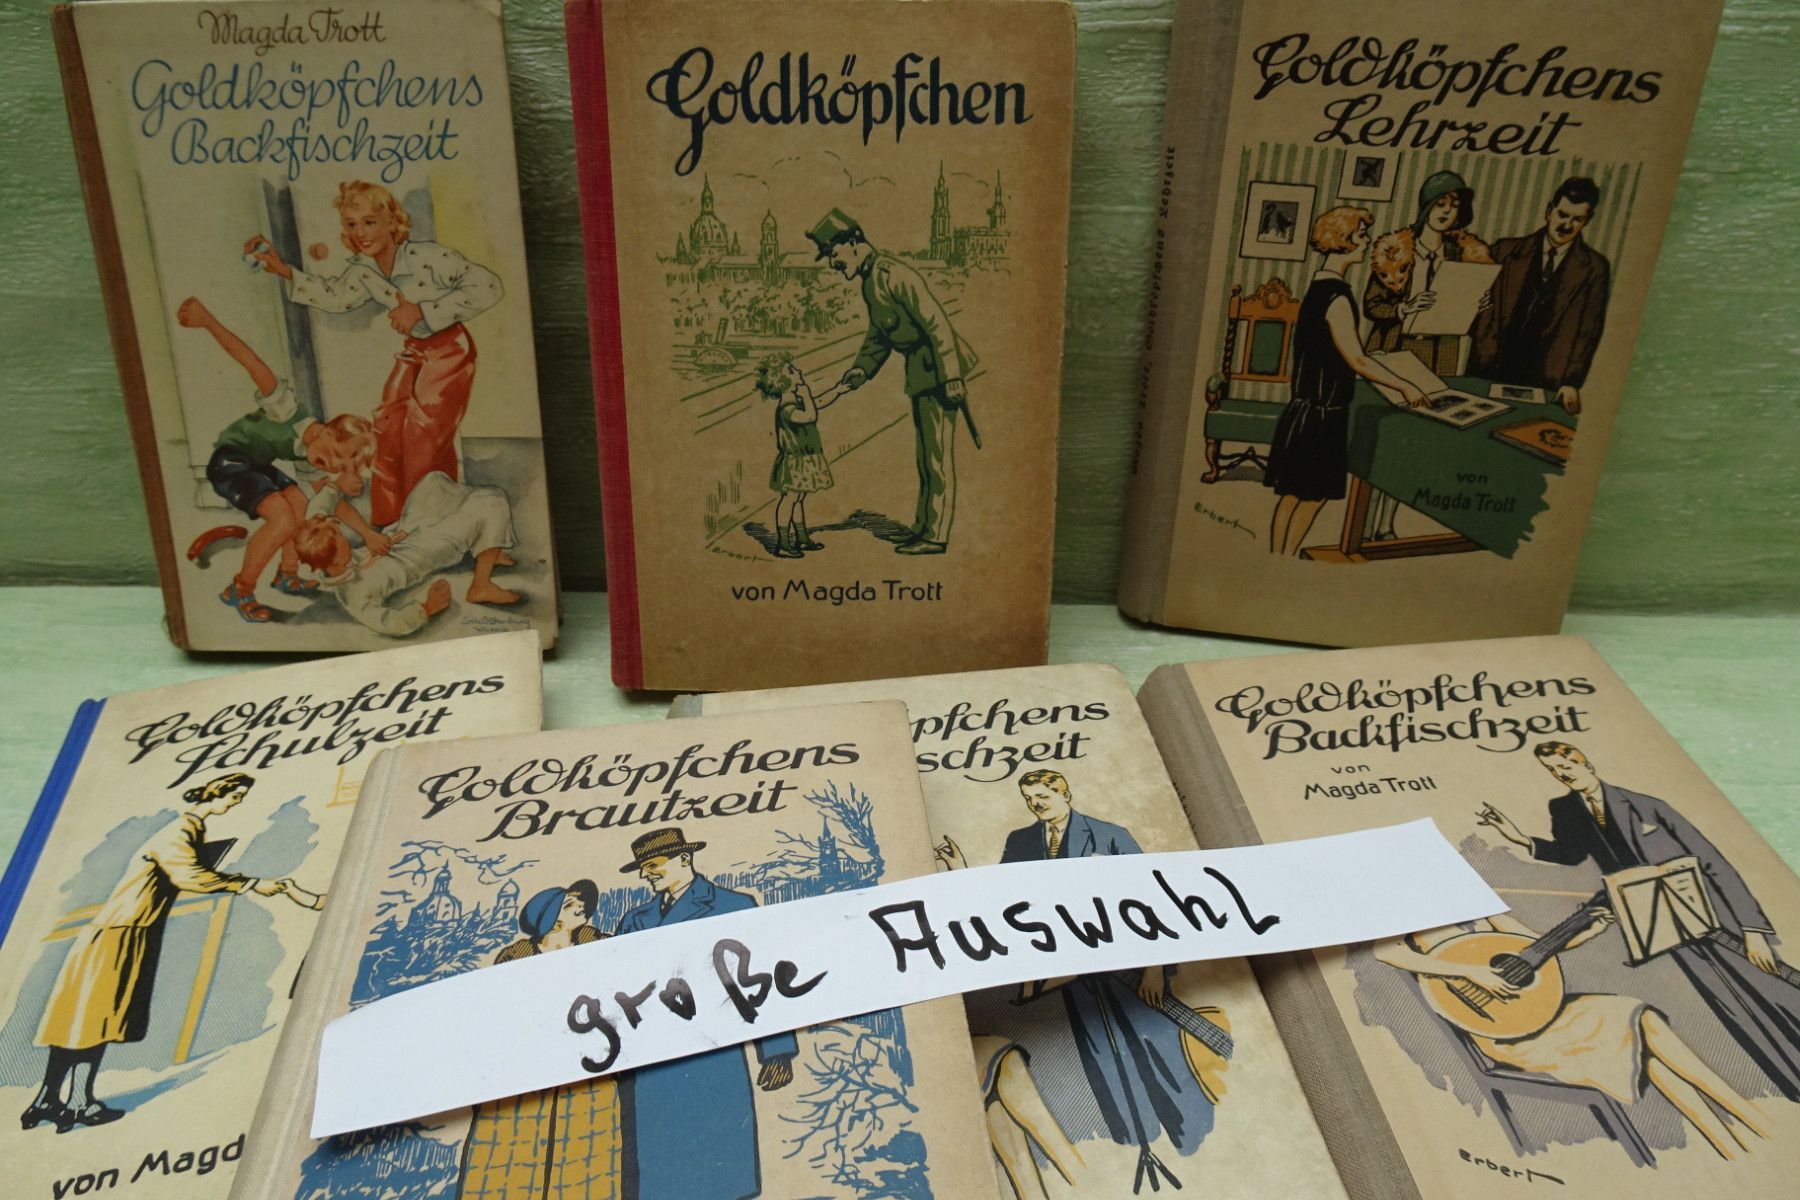 Magda Trott
Goldköpfchens
Backfischzeit
Goldköpfchen
von Magda Trott
Erbert
Goldköpfchens
Lehrzeit
von
Magda Trott
Erbert
Goldköpfchens
Schulzeit
von Magd
Goldköpfchens
Brautzeit
pfchens
schzeit
Goldköpfchens
Backfischzeit
von
Magda Trott
Erbert
große Auswahl